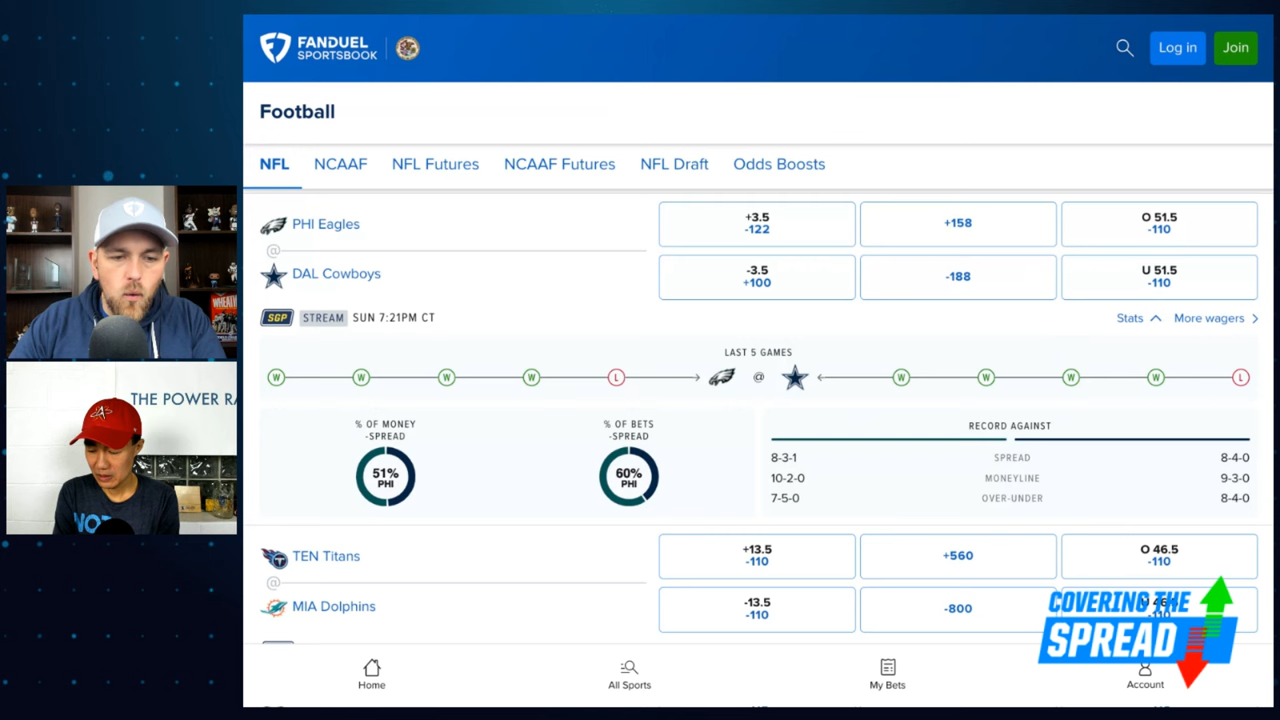 FANDUEL
SPORTSBOOK
Log in
Join
Football
NFL
NCAAF
NFL Futures
NCAAF Futures
NFL Draft
Odds Boosts
PHI Eagles
+3.5
-122
+158
O 51.5
-110
@
DAL Cowboys
-3.5
+100
-188
U 51.5
-110
SGP
STREAM
SUN 7:21PM CT
Stats
More wagers
LAST 5 GAMES
W
W
W
W
L
@
W
W
W
W
L
% OF MONEY
-SPREAD
51%
PHI
% OF BETS
-SPREAD
60%
PHI
RECORD AGAINST
8-3-1
SPREAD
8-4-0
10-2-0
MONEYLINE
9-3-0
7-5-0
OVER-UNDER
8-4-0
TEN Titans
+13.5
-110
+560
O 46.5
-110
@
MIA Dolphins
-13.5
-110
-800
COVERING THE
SPREAD
Home
All Sports
My Bets
Account
THE POWER RA